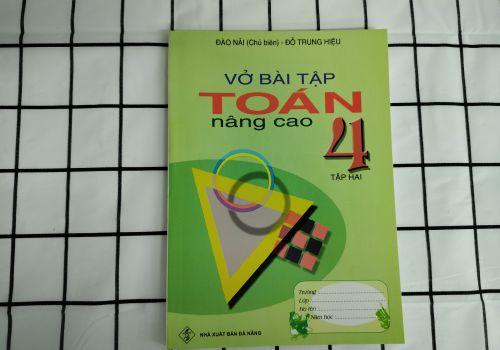 ĐÀO NÃI (Chủ biên) - ĐỖ TRUNG HIỆU
VỞ BÀI TẬP
TOÁN
nâng cao
4
TẬP HAI
Trường
Lớp
Họ tên
Năm học
NHÀ XUẤT BẢN ĐÀ NẴNG